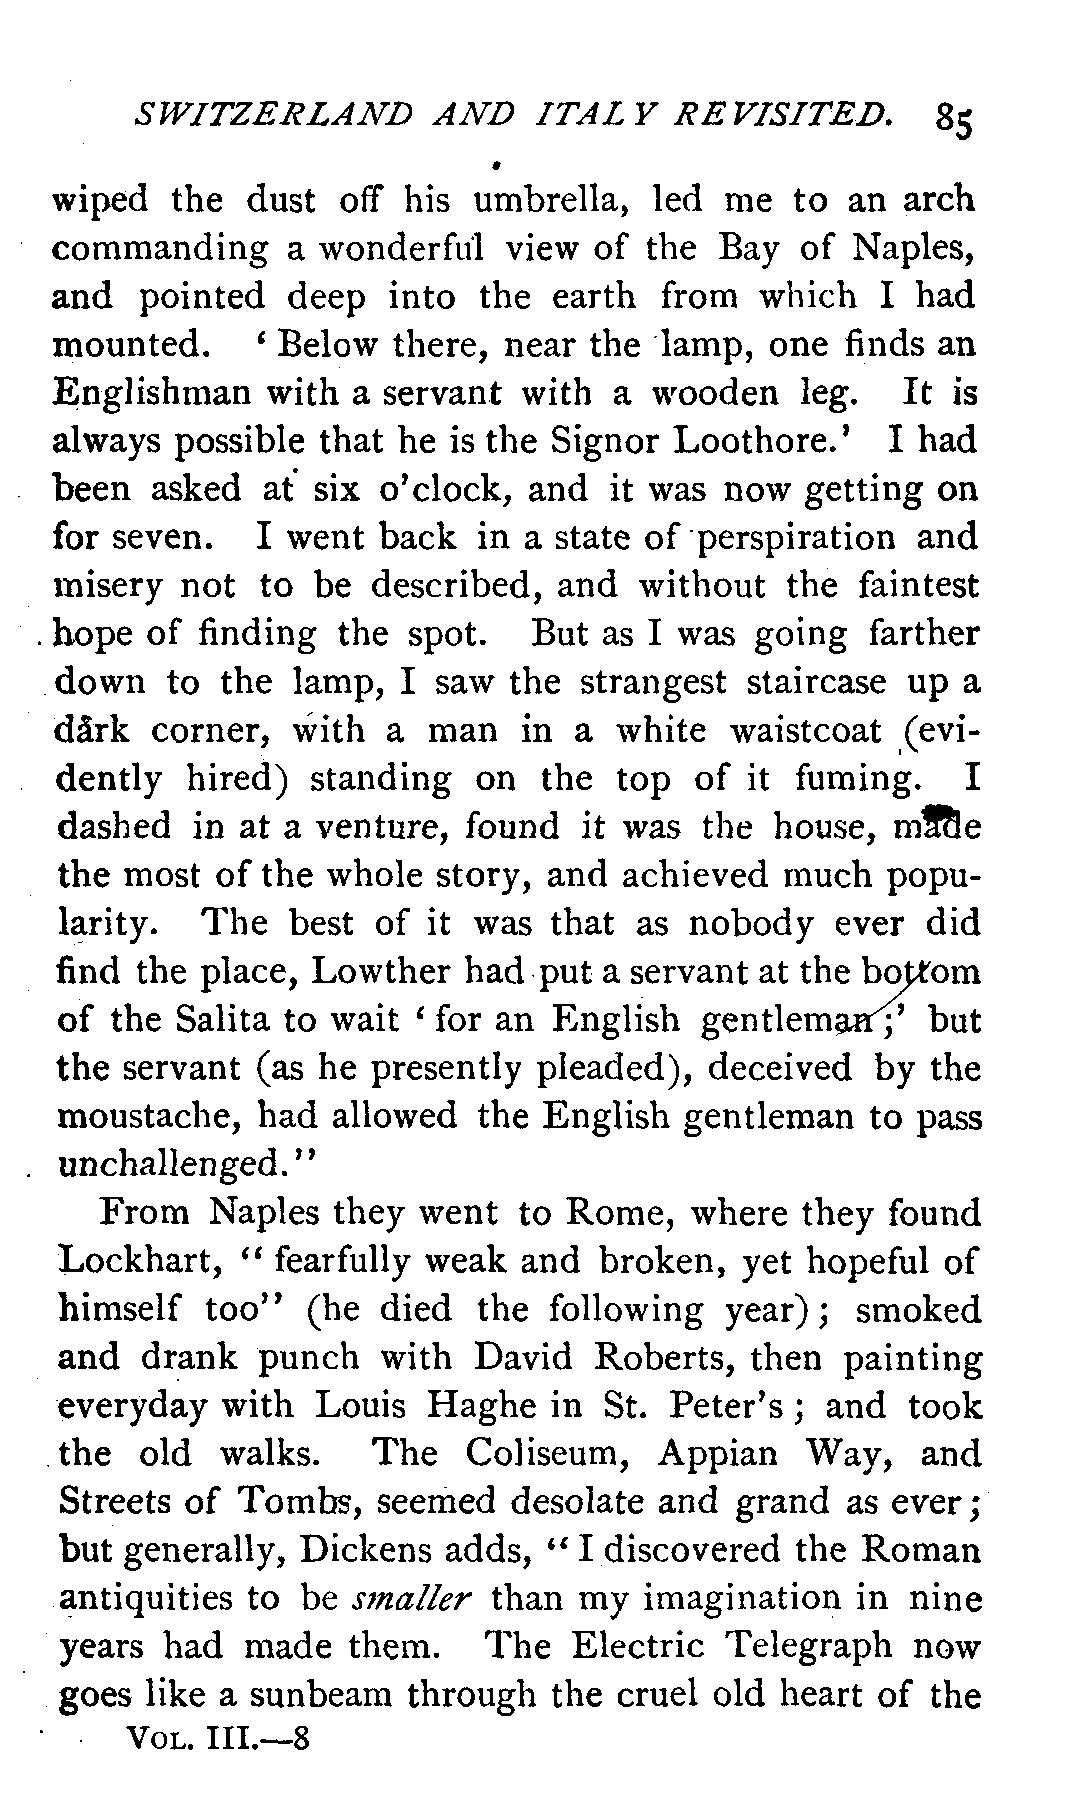 SWITZERLAND AND ITALY REVISITED. 85
wiped the dust off his umbrella, led me to an arch
commanding a wonderful view of the Bay of Naples,
and pointed deep into the earth from which I had
mounted. ‘Below there, near the lamp, one finds an
Englishman with a servant with a wooden leg. It is
always possible that he is the Signor Loothore.’ I had
been asked at six o’clock, and it was now getting on
for seven. I went back in a state of perspiration and
misery not to be described, and without the faintest
hope of finding the spot. But as I was going farther
down to the lamp, I saw the strangest staircase up a
dark corner, with a man in a white waistcoat (evi-
dently hired) standing on the top of it fuming. I
dashed in at a venture, found it was the house, made
the most of the whole story, and achieved much popu-
larity. The best of it was that as nobody ever did
find the place, Lowther had put a servant at the bottom
of the Salita to wait ‘for an English gentleman;’ but
the servant (as he presently pleaded), deceived by the
moustache, had allowed the English gentleman to pass
unchallenged.”
From Naples they went to Rome, where they found
Lockhart, “fearfully weak and broken, yet hopeful of
himself too” (he died the following year); smoked
and drank punch with David Roberts, then painting
everyday with Louis Haghe in St. Peter’s; and took
the old walks. The Coliseum, Appian Way, and
Streets of Tombs, seemed desolate and grand as ever;
but generally, Dickens adds, “I discovered the Roman
antiquities to be smaller than my imagination in nine
years had made them. The Electric Telegraph now
goes like a sunbeam through the cruel old heart of the
VOL. III.—8